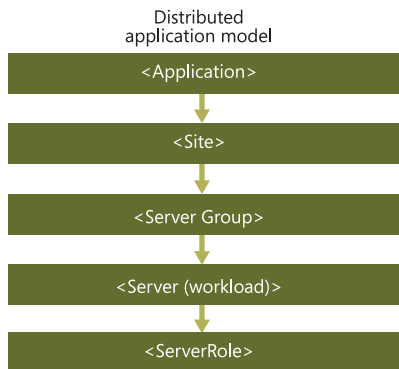 Distributed
application model
<Application>
<Site>
<Server Group>
<Server (workload)>
<ServerRole>